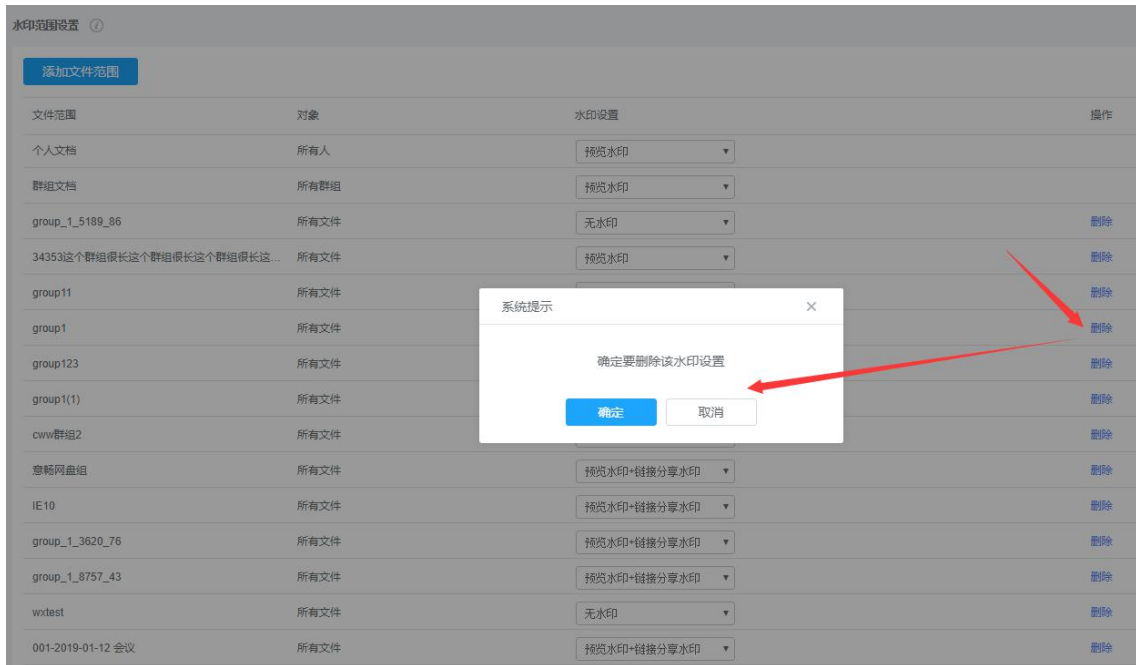 水印范围设置
添加文件范围
文件范围 对象 水印设置 操作
个人文档 所有人 预览水印
群组文档 所有群组 预览水印
group_1_5189_86 所有文件 无水印 删除
34353这个群组很长这个群组很长这个群组很长这... 所有文件 预览水印 删除
group11 所有文件 删除
系统提示
group1 所有文件 删除
确定要删除该水印设置
group123 所有文件 删除
group1(1) 所有文件 删除
确定 取消
cww群组2 所有文件 删除
意畅网盘组 所有文件 预览水印+链接分享水印 删除
IE10 所有文件 预览水印+链接分享水印 删除
group_1_3620_76 所有文件 预览水印+链接分享水印 删除
group_1_8757_43 所有文件 预览水印+链接分享水印 删除
wxtest 所有文件 无水印 删除
001-2019-01-12 会议 所有文件 预览水印+链接分享水印 删除